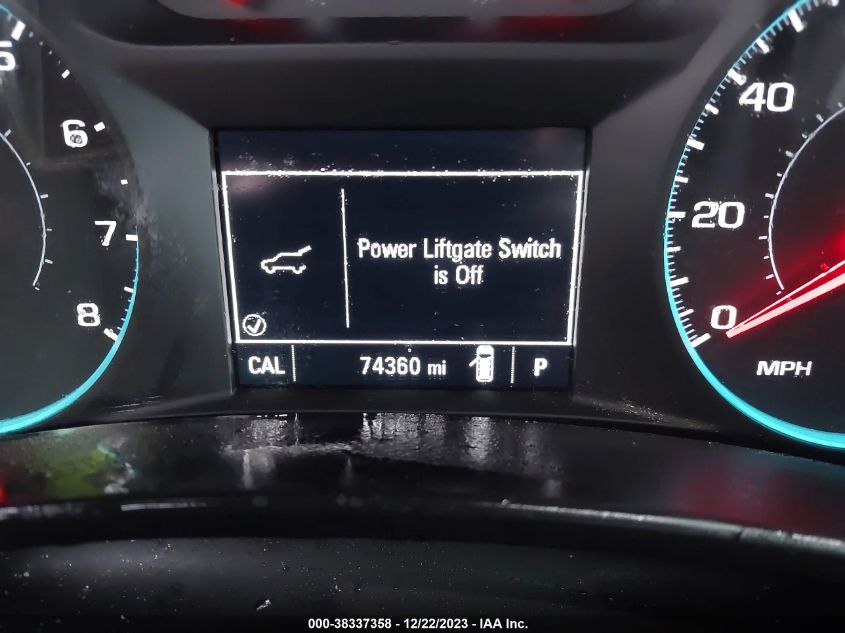 5
6
7
8
40
20
0
MPH
Power Liftgate Switch
is Off
CAL 74360 mi P
000-38337358 - 12/22/2023 - IAA Inc.